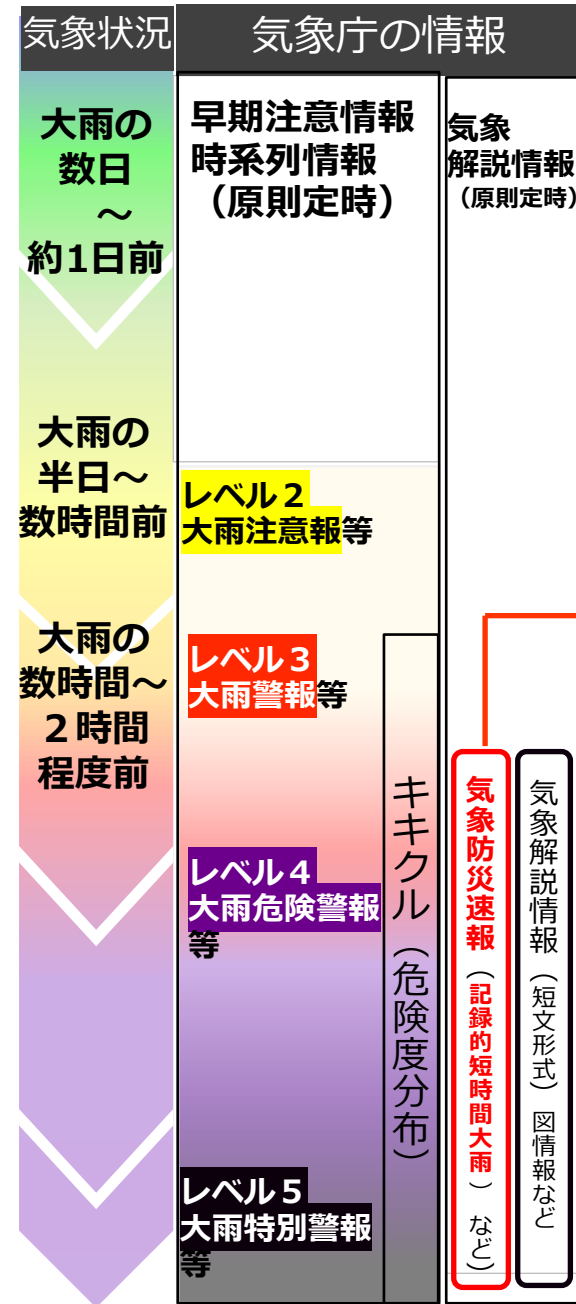 気象状況
気象庁の情報
大雨の
数日
～
約1日前
早期注意情報
時系列情報
（原則定時）
気象
解説情報
（原則定時）
大雨の
半日～
数時間前
レベル２
大雨注意報等
大雨の
数時間～
２時間
程度前
レベル３
大雨警報等
レベル４
大雨危険警報
等
レベル５
大雨特別警報
等
キキクル（危険度分布）
気象防災速報（記録的短時間大雨）など
気象解説情報（短文形式）図情報など